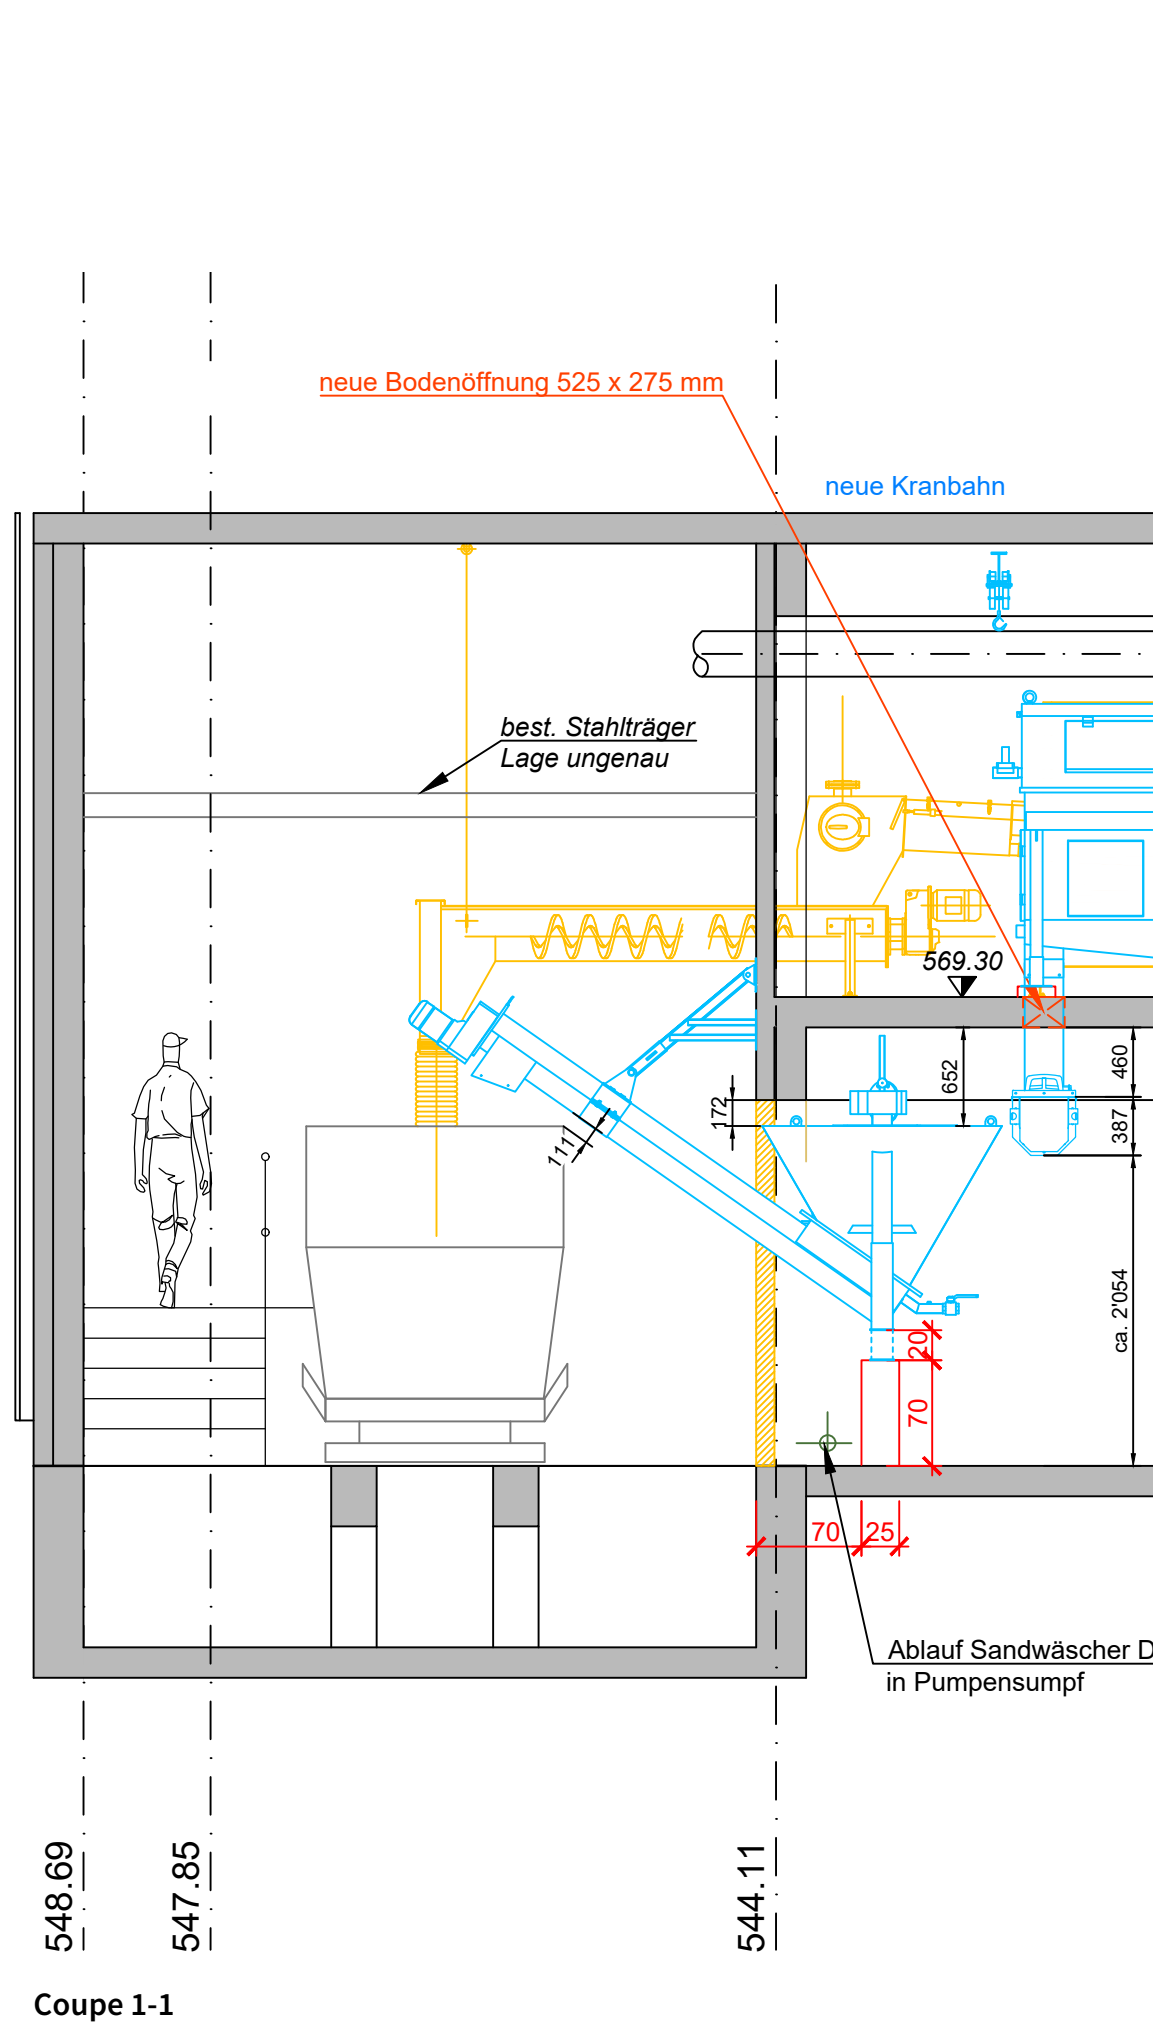 neue Bodenöffnung 525 x 275 mm
neue Kranbahn
best. Stahlträger
Lage ungenau
569.30
652
460
172
387
111
ca. 2'054
20
70
70
25
Ablauf Sandwäscher D
in Pumpensumpf
548.69
547.85
544.11
Coupe 1-1